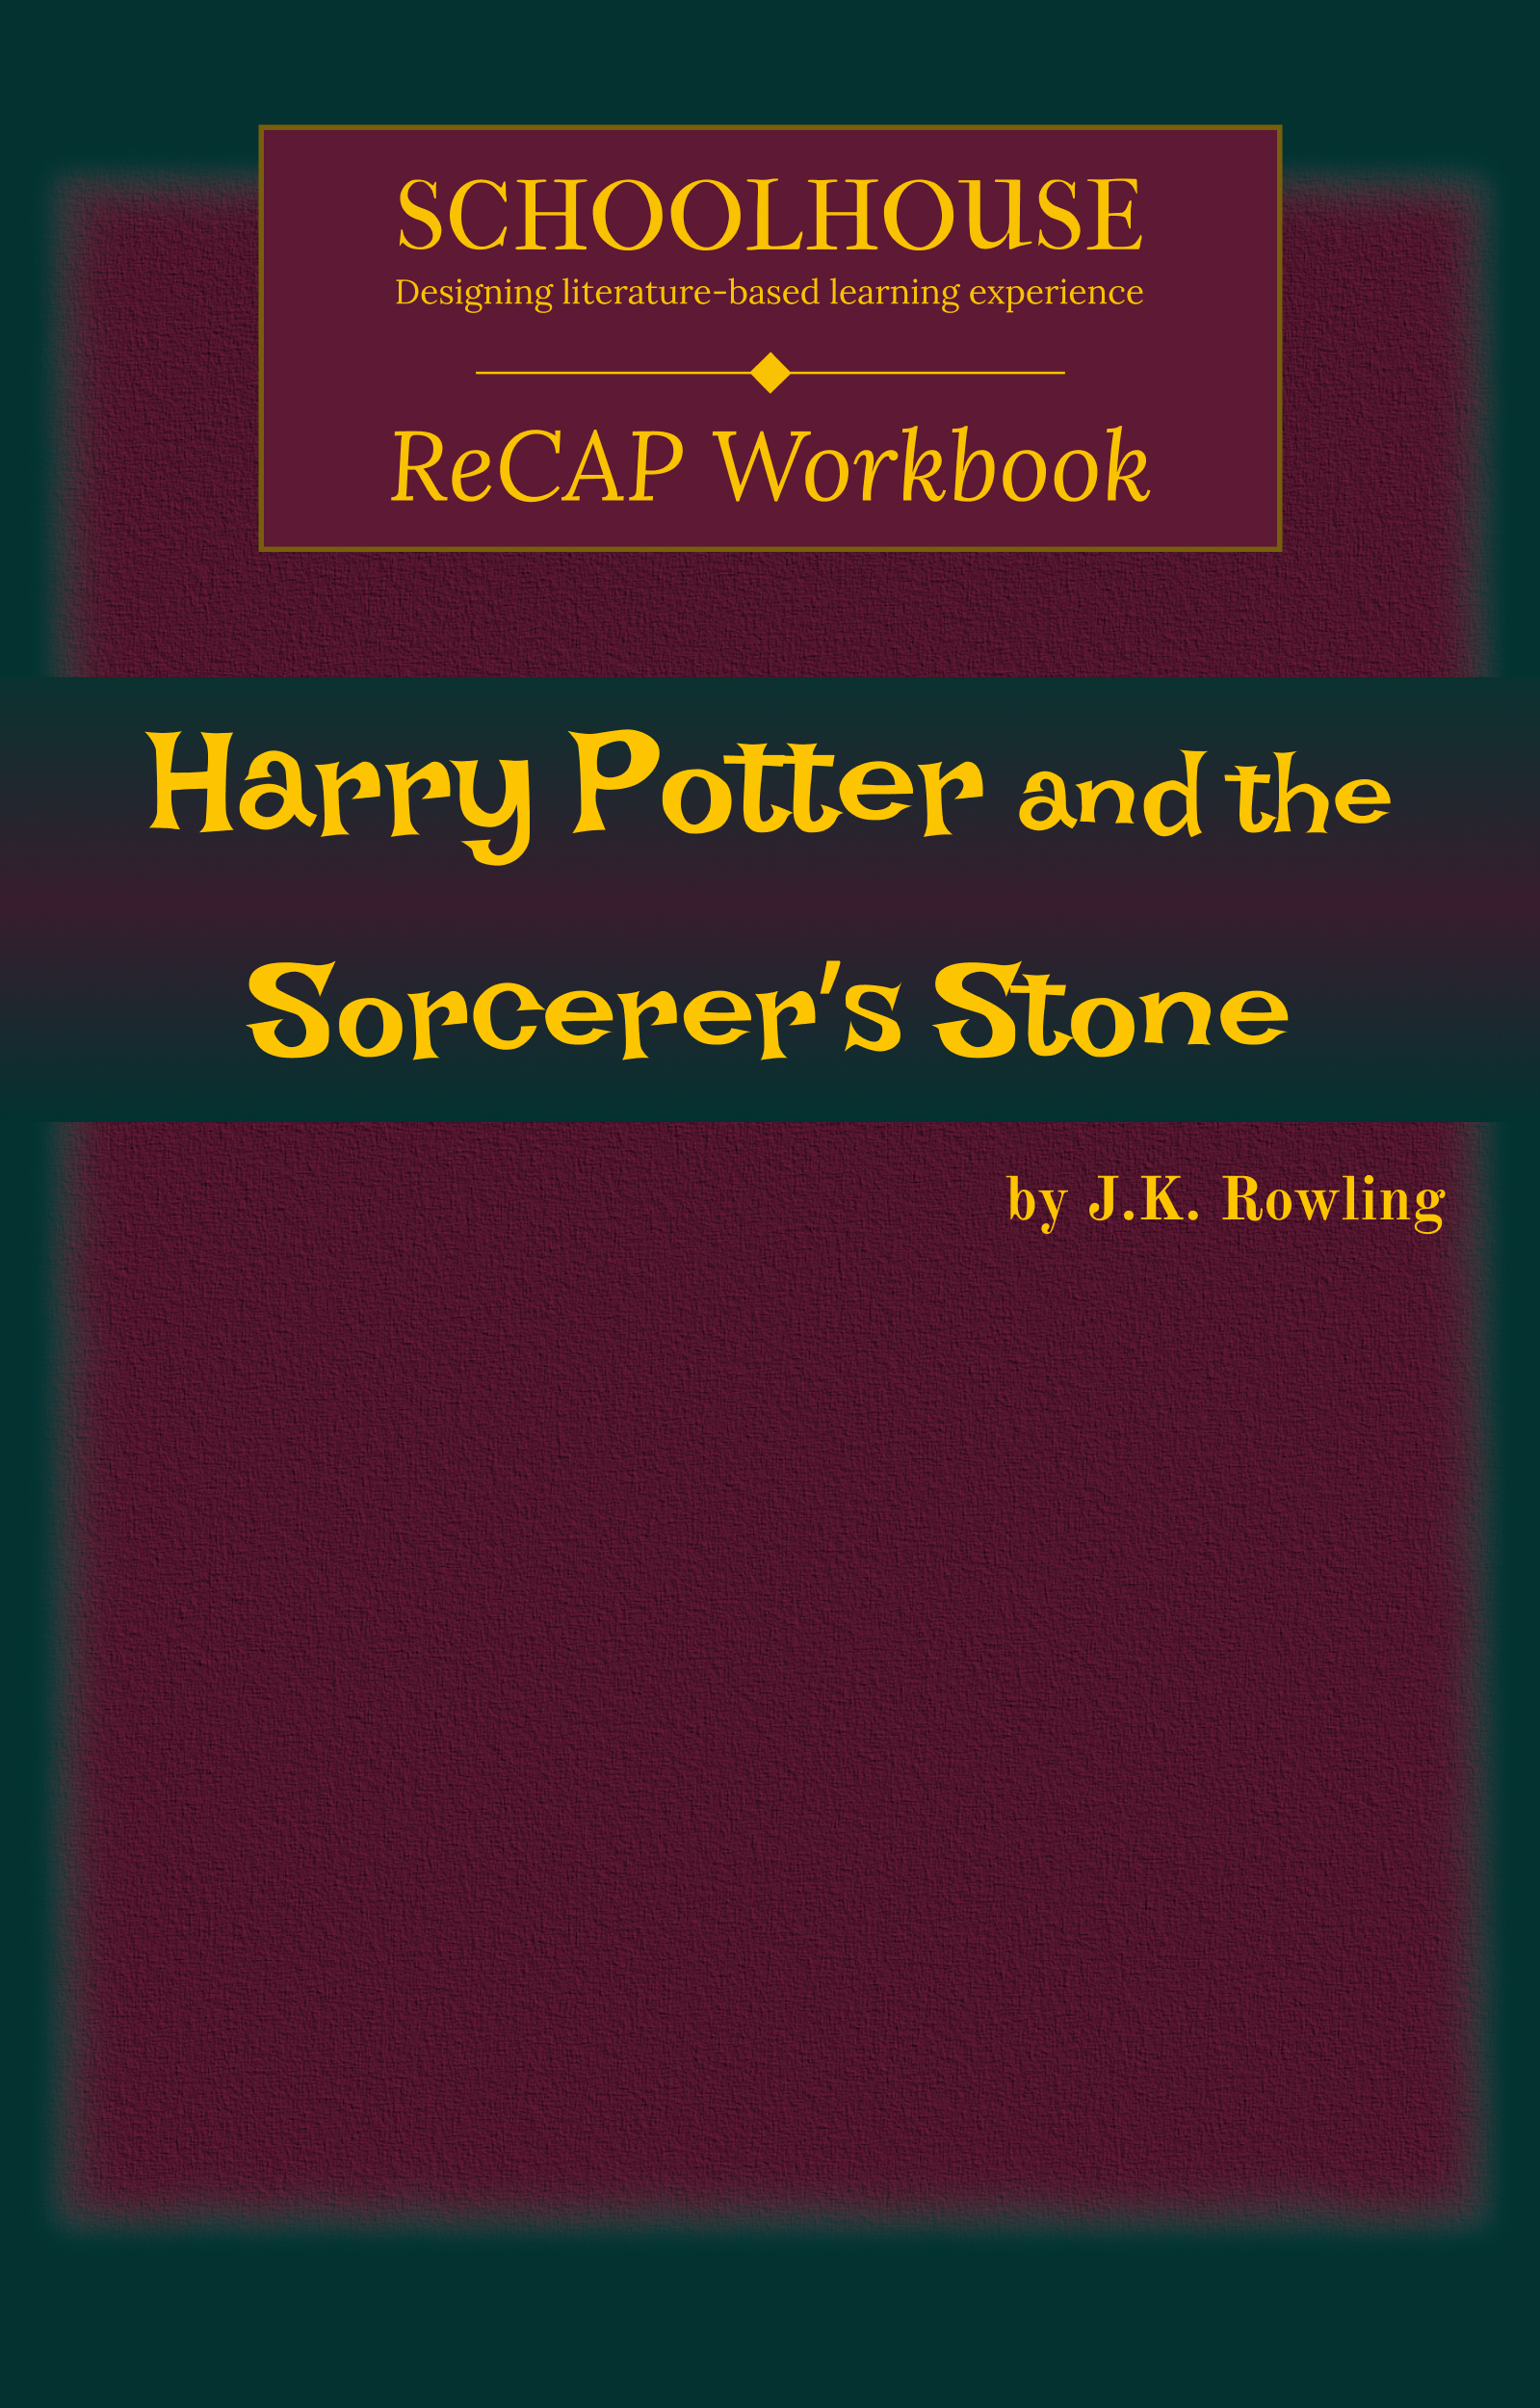 SCHOOLHOUSE
Designing literature-based learning experience
ReCAP Workbook
Harry Potter and the
Sorcerer's Stone
by J.K. Rowling